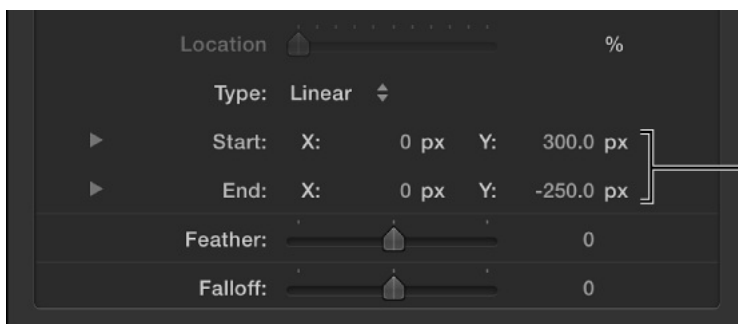 Location %
Type: Linear
Start: X: 0 px Y: 300.0 px
End: X: 0 px Y: -250.0 px
Feather: 0
Falloff: 0